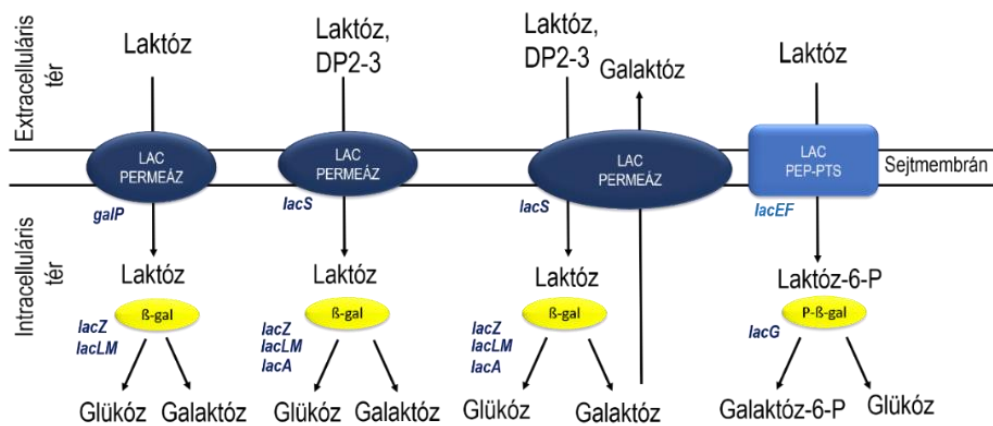 Extracelluláris
tér
Laktóz
Laktóz,
DP2-3
Laktóz,
DP2-3
Galaktóz
Laktóz
LAC
PERMEÁZ
LAC
PERMEÁZ
LAC
PERMEÁZ
LAC
PEP-PTS
Sejtmembrán
galP
lacS
lacS
lacEF
Intracelluláris
tér
Laktóz
Laktóz
Laktóz
Laktóz-6-P
ß-gal
ß-gal
ß-gal
P-ß-gal
lacZ
lacLM
lacZ
lacLM
lacA
lacZ
lacLM
lacA
lacG
Glükóz
Galaktóz
Glükóz
Galaktóz
Glükóz
Galaktóz
Galaktóz-6-P
Glükóz